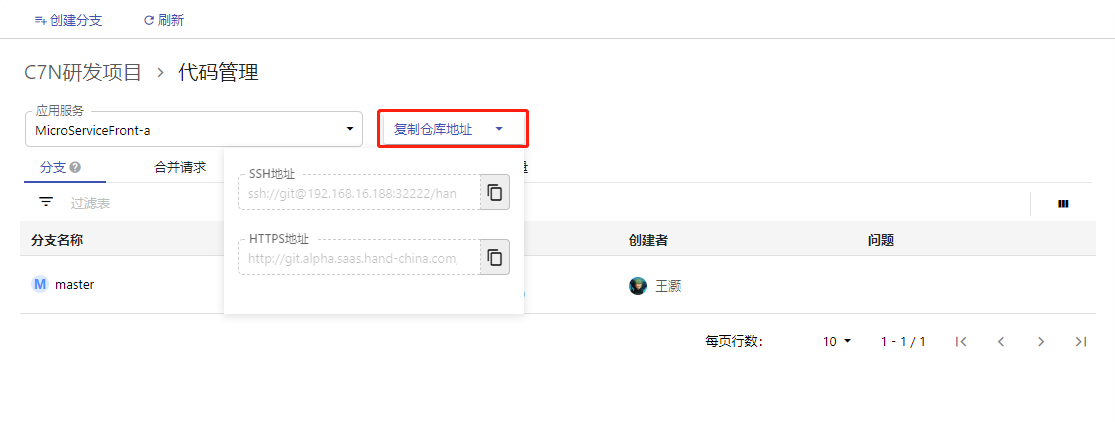 创建分支 刷新
C7N研发项目 > 代码管理
应用服务
MicroServiceFront-a
复制仓库地址
分支 合并请求
SSH地址
ssh://git@192.168.16.188:32222/han
过滤表
HTTPS地址
http://git.alpha.saas.hand-china.com
分支名称 创建者 问题
M master 王灏
每页行数: 10 1 - 1 / 1